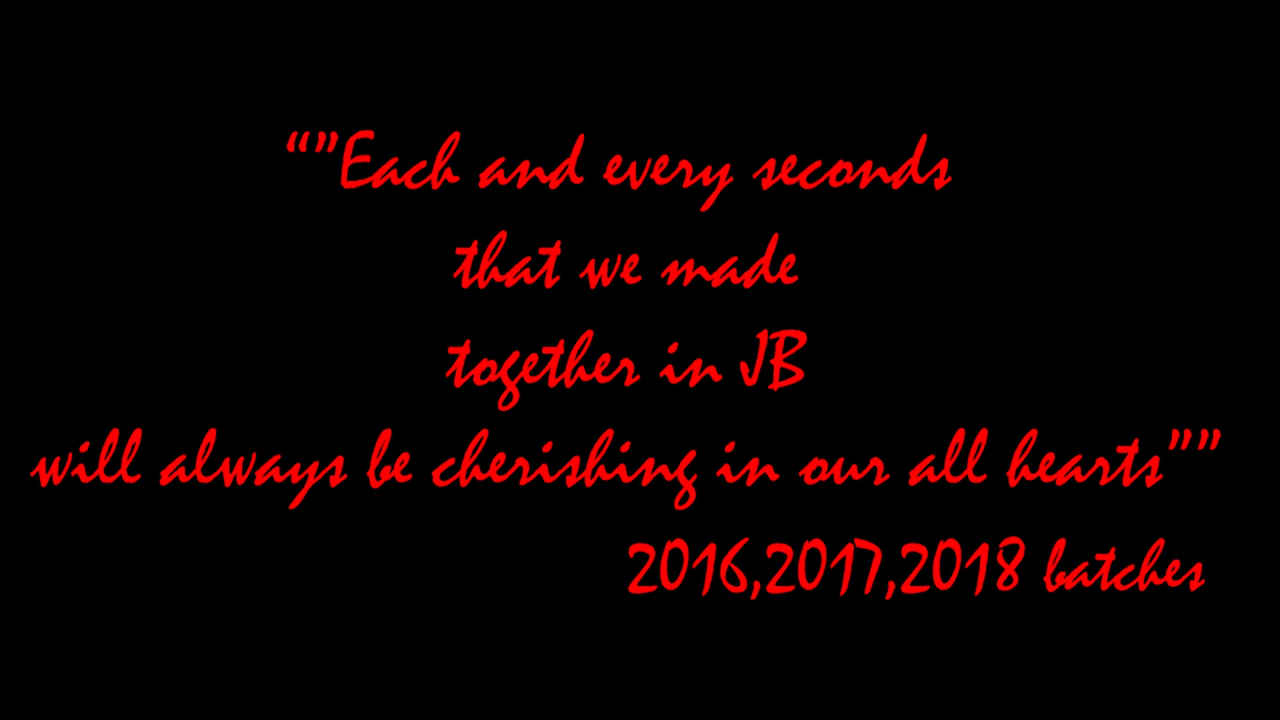 “”Each and every seconds
that we made
together in JB
will always be cherishing in our all hearts””
2016,2017,2018 batches